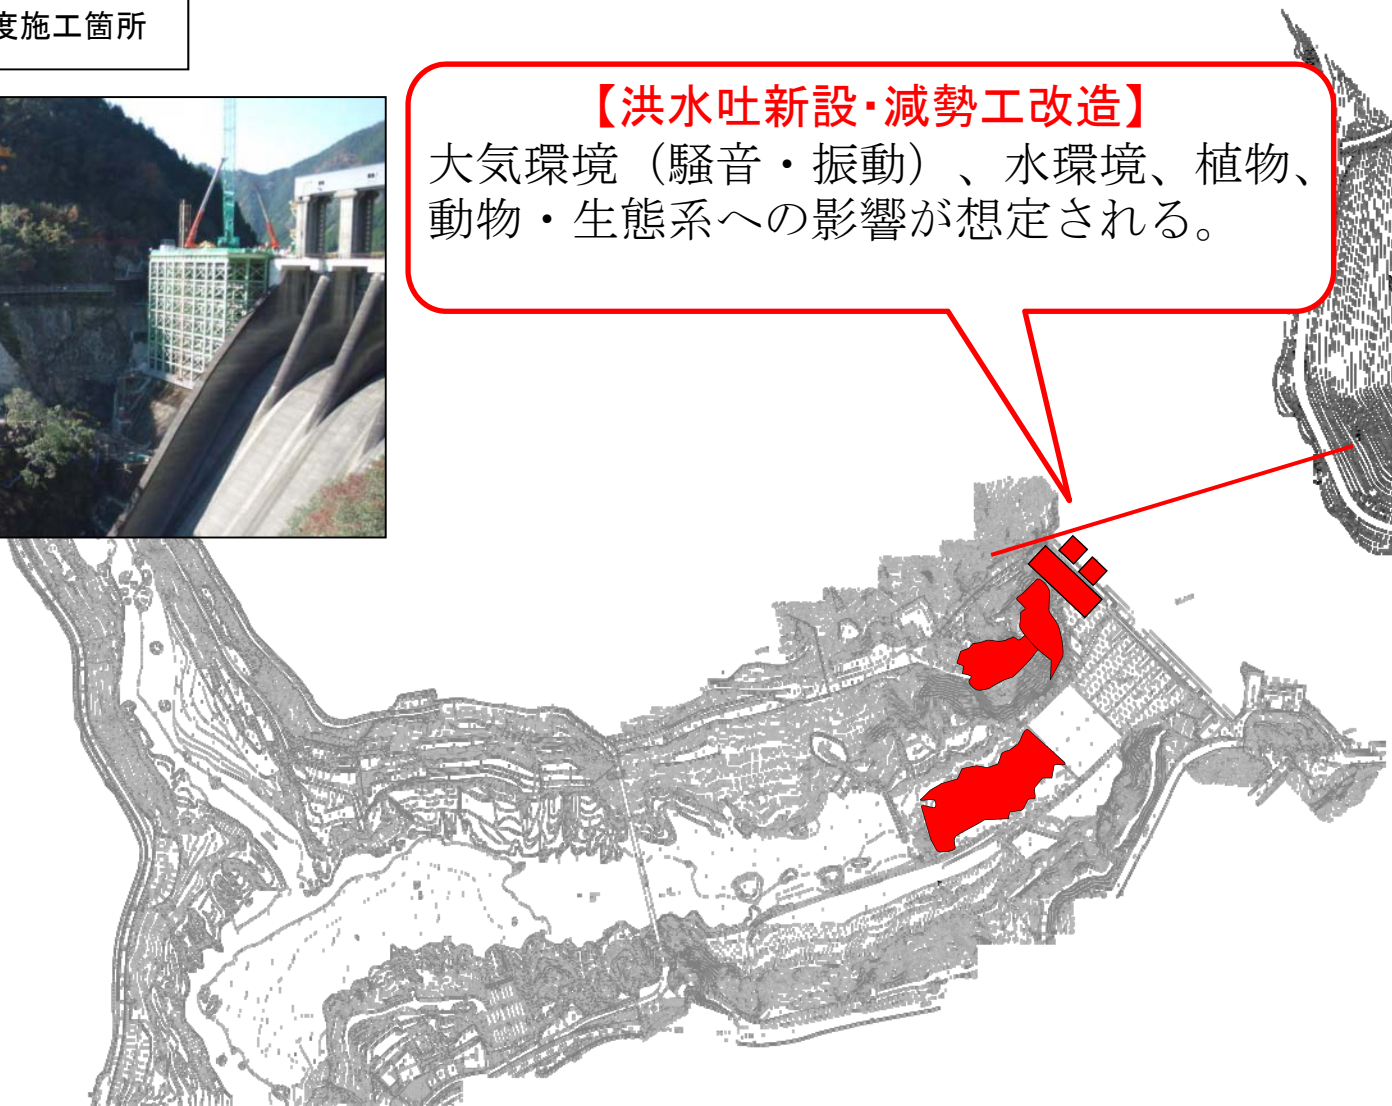 度施工箇所
【洪水吐新設・減勢工改造】
大気環境（騒音・振動）、水環境、植物、
動物・生態系への影響が想定される。